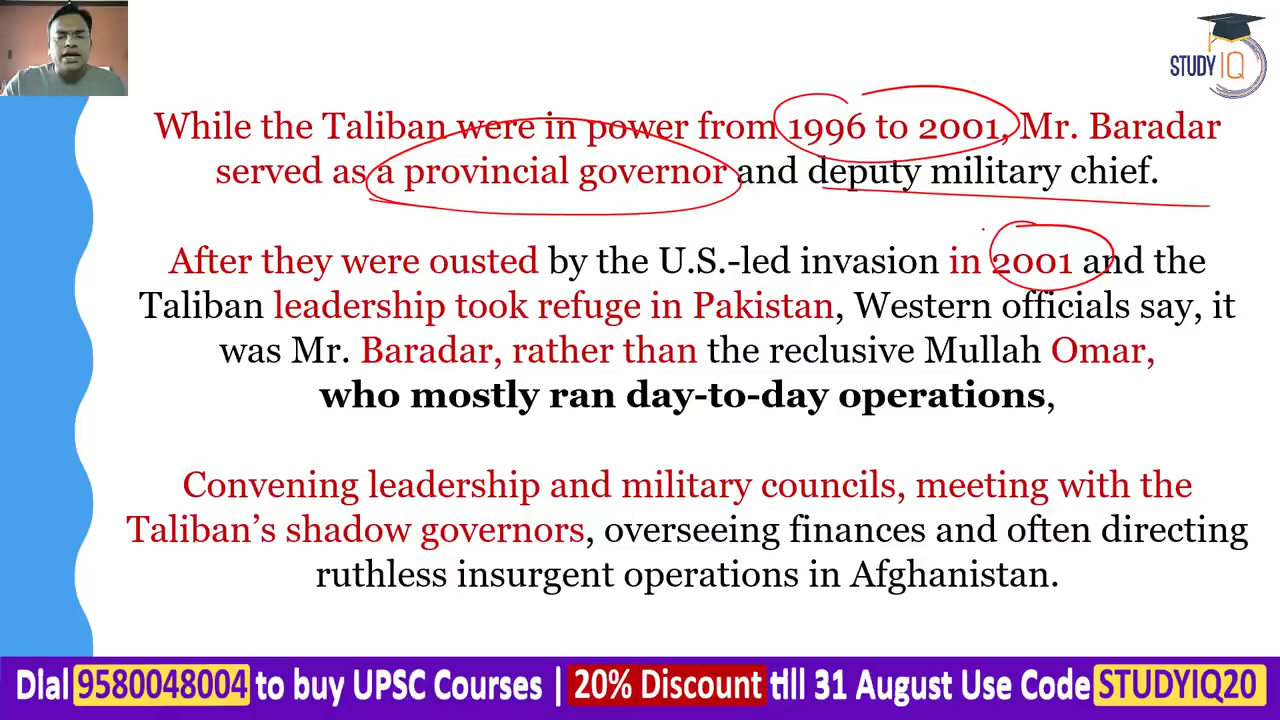 STUDY IQ
While the Taliban were in power from 1996 to 2001, Mr. Baradar
served as a provincial governor and deputy military chief.
After they were ousted by the U.S.-led invasion in 2001 and the
Taliban leadership took refuge in Pakistan, Western officials say, it
was Mr. Baradar, rather than the reclusive Mullah Omar,
who mostly ran day-to-day operations,
Convening leadership and military councils, meeting with the
Taliban’s shadow governors, overseeing finances and often directing
ruthless insurgent operations in Afghanistan.
Dial 9580048004 to buy UPSC Courses | 20% Discount till 31 August Use Code STUDYIQ20